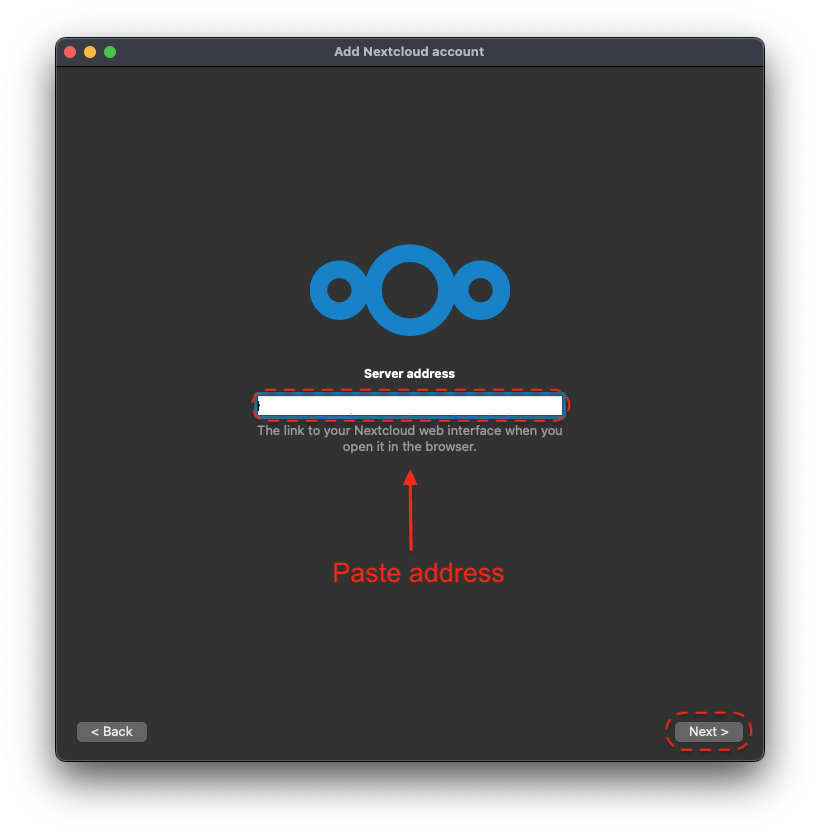 Add Nextcloud account
Server address
The link to your Nextcloud web interface when you
open it in the browser.
Paste address
< Back
Next >